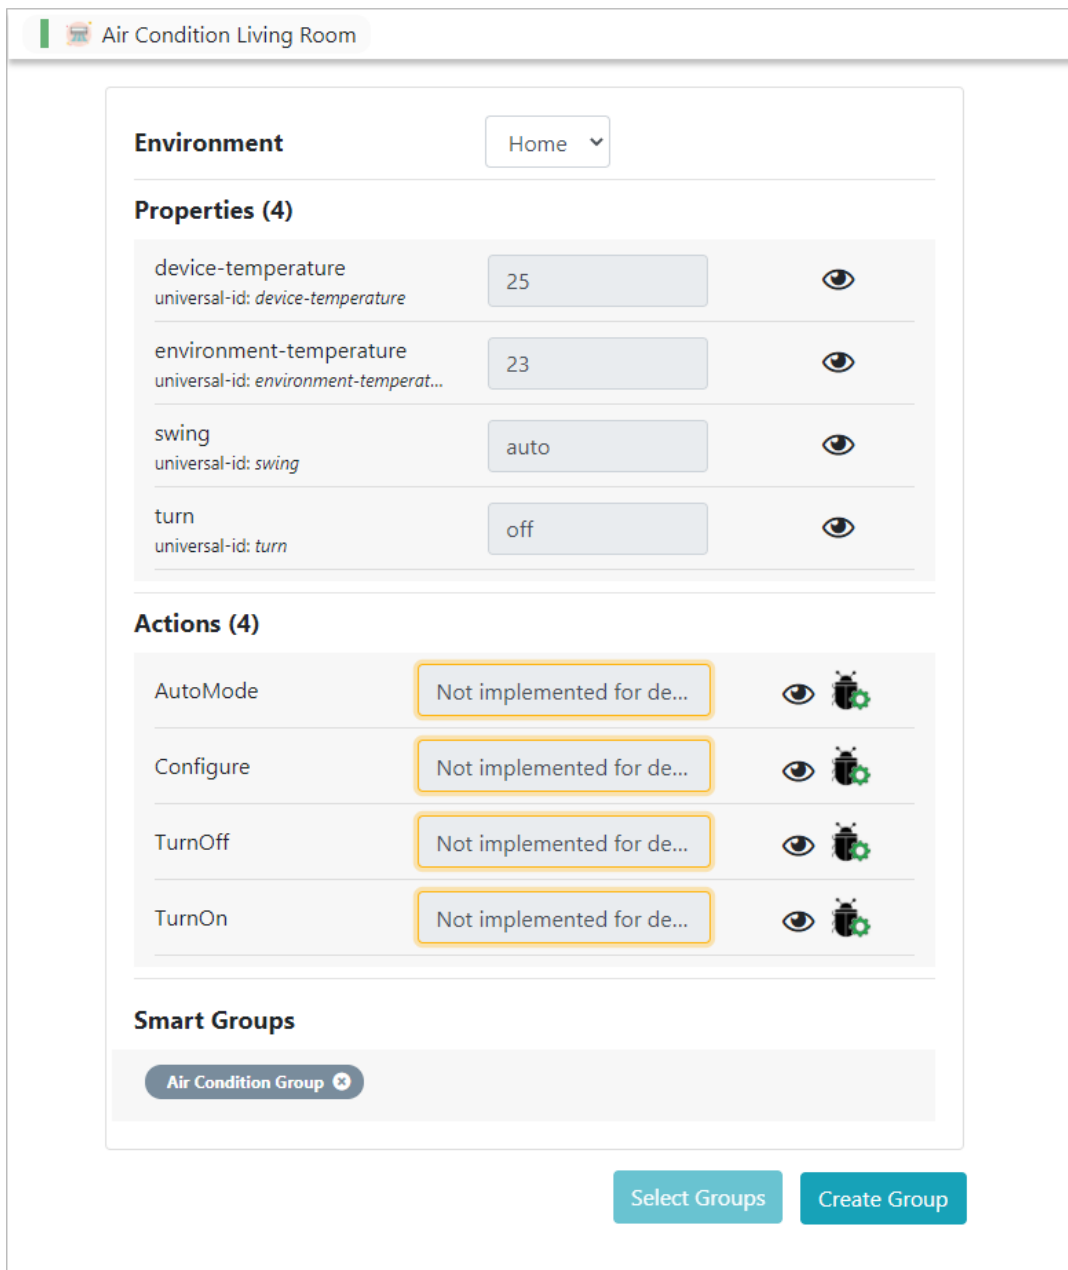 Air Condition Living Room
Environment
Home
Properties (4)
device-temperature
universal-id: device-temperature
25
environment-temperature
universal-id: environment-temperat...
23
swing
universal-id: swing
auto
turn
universal-id: turn
off
Actions (4)
AutoMode
Not implemented for de...
Configure
Not implemented for de...
TurnOff
Not implemented for de...
TurnOn
Not implemented for de...
Smart Groups
Air Condition Group
Select Groups
Create Group